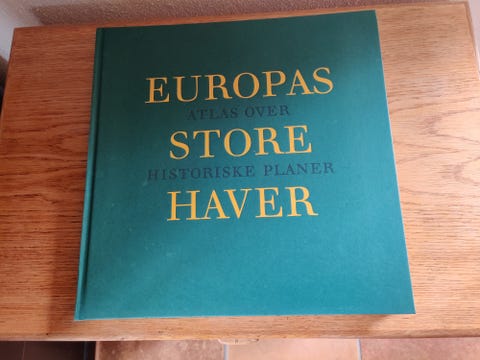 EUROPAS
ATLAS OVER
STORE
HISTORISKE PLANER
HAVER